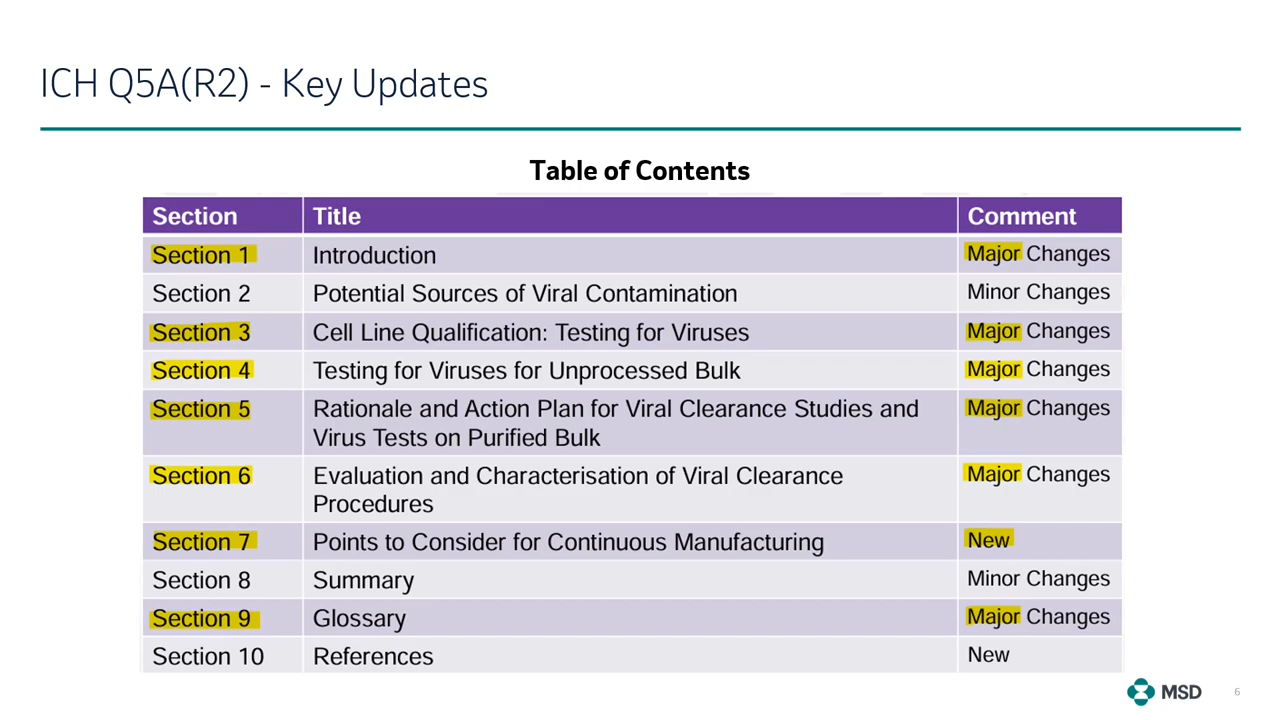 ICH Q5A(R2) - Key Updates
Table of Contents
Section Title Comment
Section 1 Introduction Major Changes
Section 2 Potential Sources of Viral Contamination Minor Changes
Section 3 Cell Line Qualification: Testing for Viruses Major Changes
Section 4 Testing for Viruses for Unprocessed Bulk Major Changes
Section 5 Rationale and Action Plan for Viral Clearance Studies and Major Changes
Virus Tests on Purified Bulk
Section 6 Evaluation and Characterisation of Viral Clearance Major Changes
Procedures
Section 7 Points to Consider for Continuous Manufacturing New
Section 8 Summary Minor Changes
Section 9 Glossary Major Changes
Section 10 References New
MSD 6